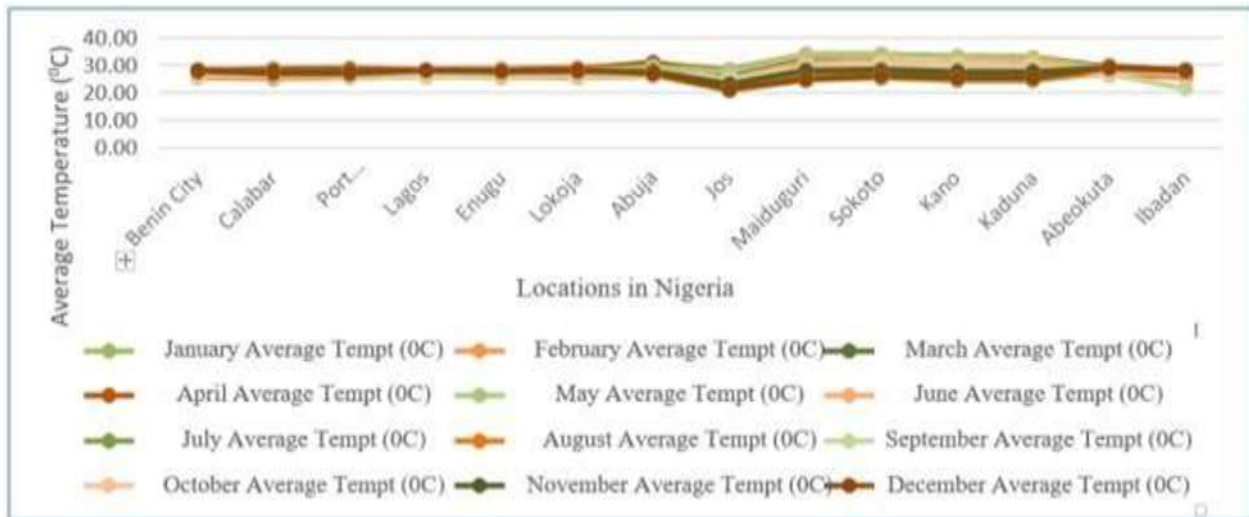 Average Temperature (⁰C)
40.00
30.00
20.00
10.00
0.00
Benin City
Calabar
Port...
Lagos
Enugu
Lokoja
Abuja
Jos
Maiduguri
Sokoto
Kano
Kaduna
Abeokuta
Ibadan
Locations in Nigeria
January Average Tempt (0C) February Average Tempt (0C) March Average Tempt (0C)
April Average Tempt (0C) May Average Tempt (0C) June Average Tempt (0C)
July Average Tempt (0C) August Average Tempt (0C) September Average Tempt (0C)
October Average Tempt (0C) November Average Tempt (0C) December Average Tempt (0C)